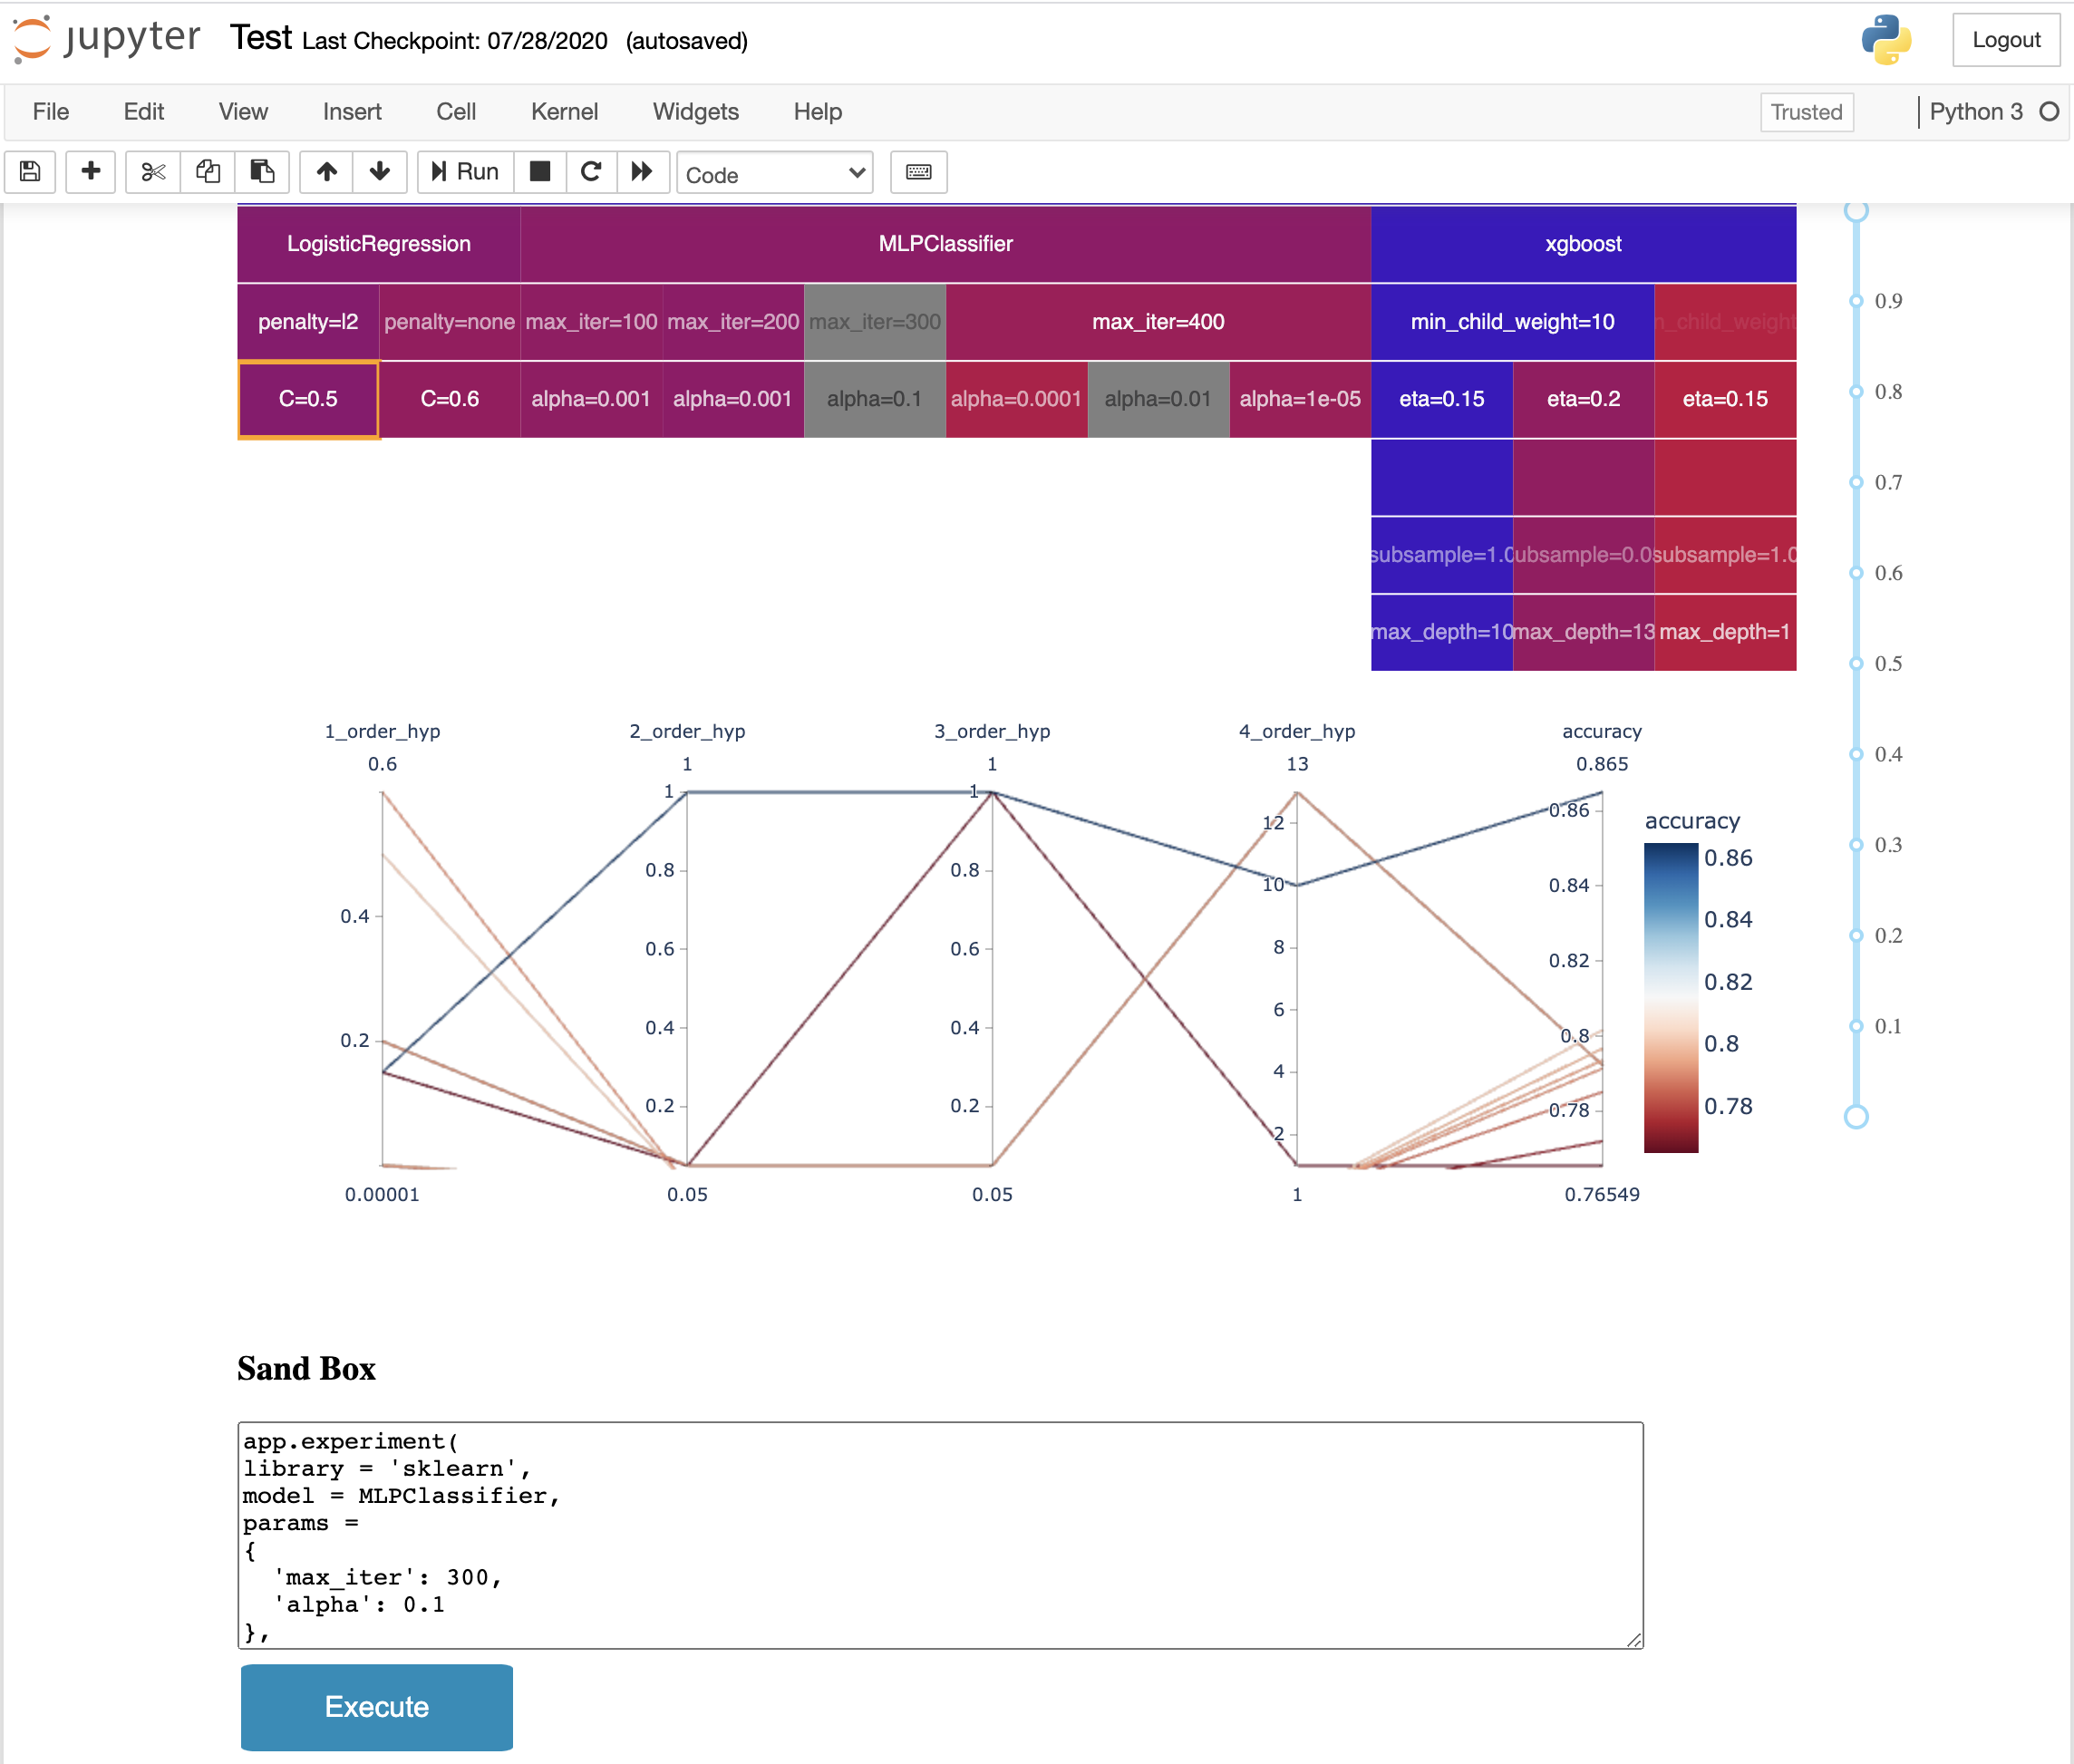 jupyter Test Last Checkpoint: 07/28/2020 (autosaved) Logout
File Edit View Insert Cell Kernel Widgets Help Trusted Python 3
Run Code
LogisticRegression MLPClassifier xgboost
penalty=l2 penalty=none max_iter=100 max_iter=200 max_iter=300 max_iter=400 min_child_weight=10 n_child_weight
C=0.5 C=0.6 alpha=0.001 alpha=0.001 alpha=0.1 alpha=0.0001 alpha=0.01 alpha=1e-05 eta=0.15 eta=0.2 eta=0.15
subsample=1.0 ubsample=0.0 subsample=1.0
max_depth=10 max_depth=13 max_depth=1
0.9
0.8
0.7
0.6
0.5
0.4
0.3
0.2
0.1
1_order_hyp 2_order_hyp 3_order_hyp 4_order_hyp accuracy
0.6 1 1 13 0.865
0.4
0.2
0.00001
1
0.8
0.6
0.4
0.2
0.05
1
0.8
0.6
0.4
0.2
0.05
12
10
8
6
4
2
1
0.86
0.84
0.82
0.8
0.78
0.76549
accuracy
0.86
0.84
0.82
0.8
0.78
Sand Box
app.experiment(
library = 'sklearn',
model = MLPClassifier,
params =
{
'max_iter': 300,
'alpha': 0.1
},
Execute